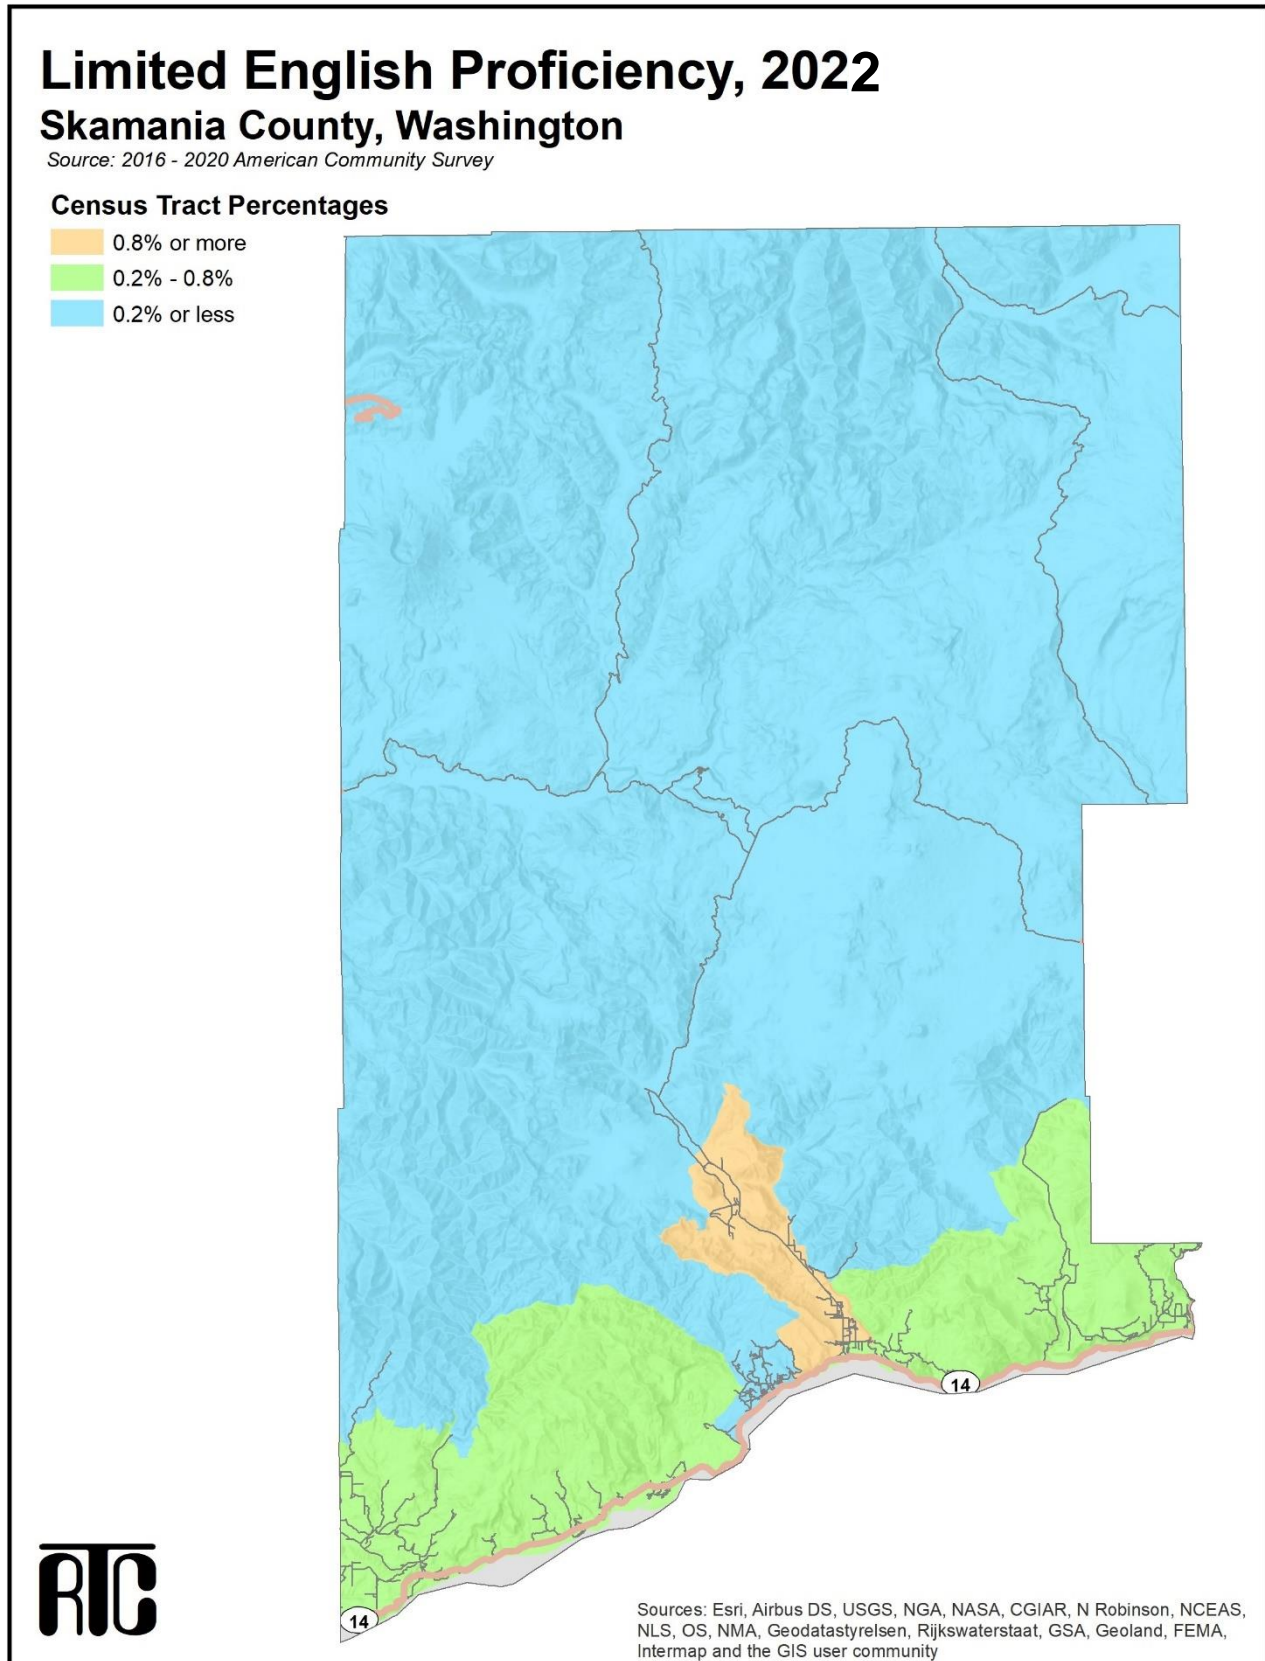 Limited English Proficiency, 2022
Skamania County, Washington
Source: 2016 - 2020 American Community Survey
Census Tract Percentages
0.8% or more
0.2% - 0.8%
0.2% or less
14
14
RTC
Sources: Esri, Airbus DS, USGS, NGA, NASA, CGIAR, N Robinson, NCEAS,
NLS, OS, NMA, Geodatastyrelsen, Rijkswaterstaat, GSA, Geoland, FEMA,
Intermap and the GIS user community